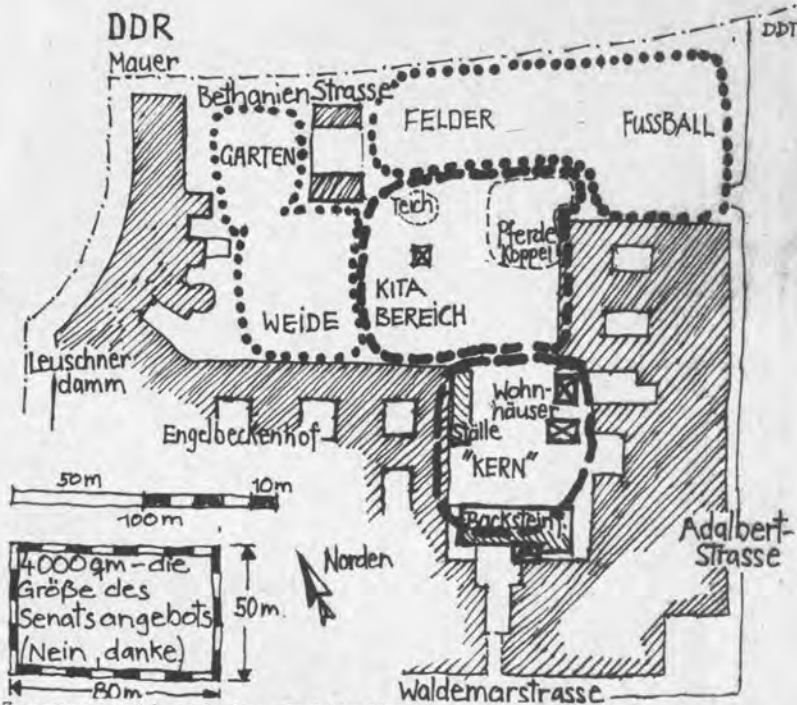 DDR
DDR
Mauer
Bethanien Strasse
FELDER
FUSSBALL
GARTEN
Teich
Pferde
Koppel
KITA
BEREICH
WEIDE
Leuschner
damm
Wohn-
häuser
Ställe
Engelbeckenhof
"KERN"
50m
10m
100m
Backstein
Adalbert-
Strasse
Norden
4000qm-die
Größe des
Senatsangebots
(Nein, danke)
50m
80m
Waldemarstrasse